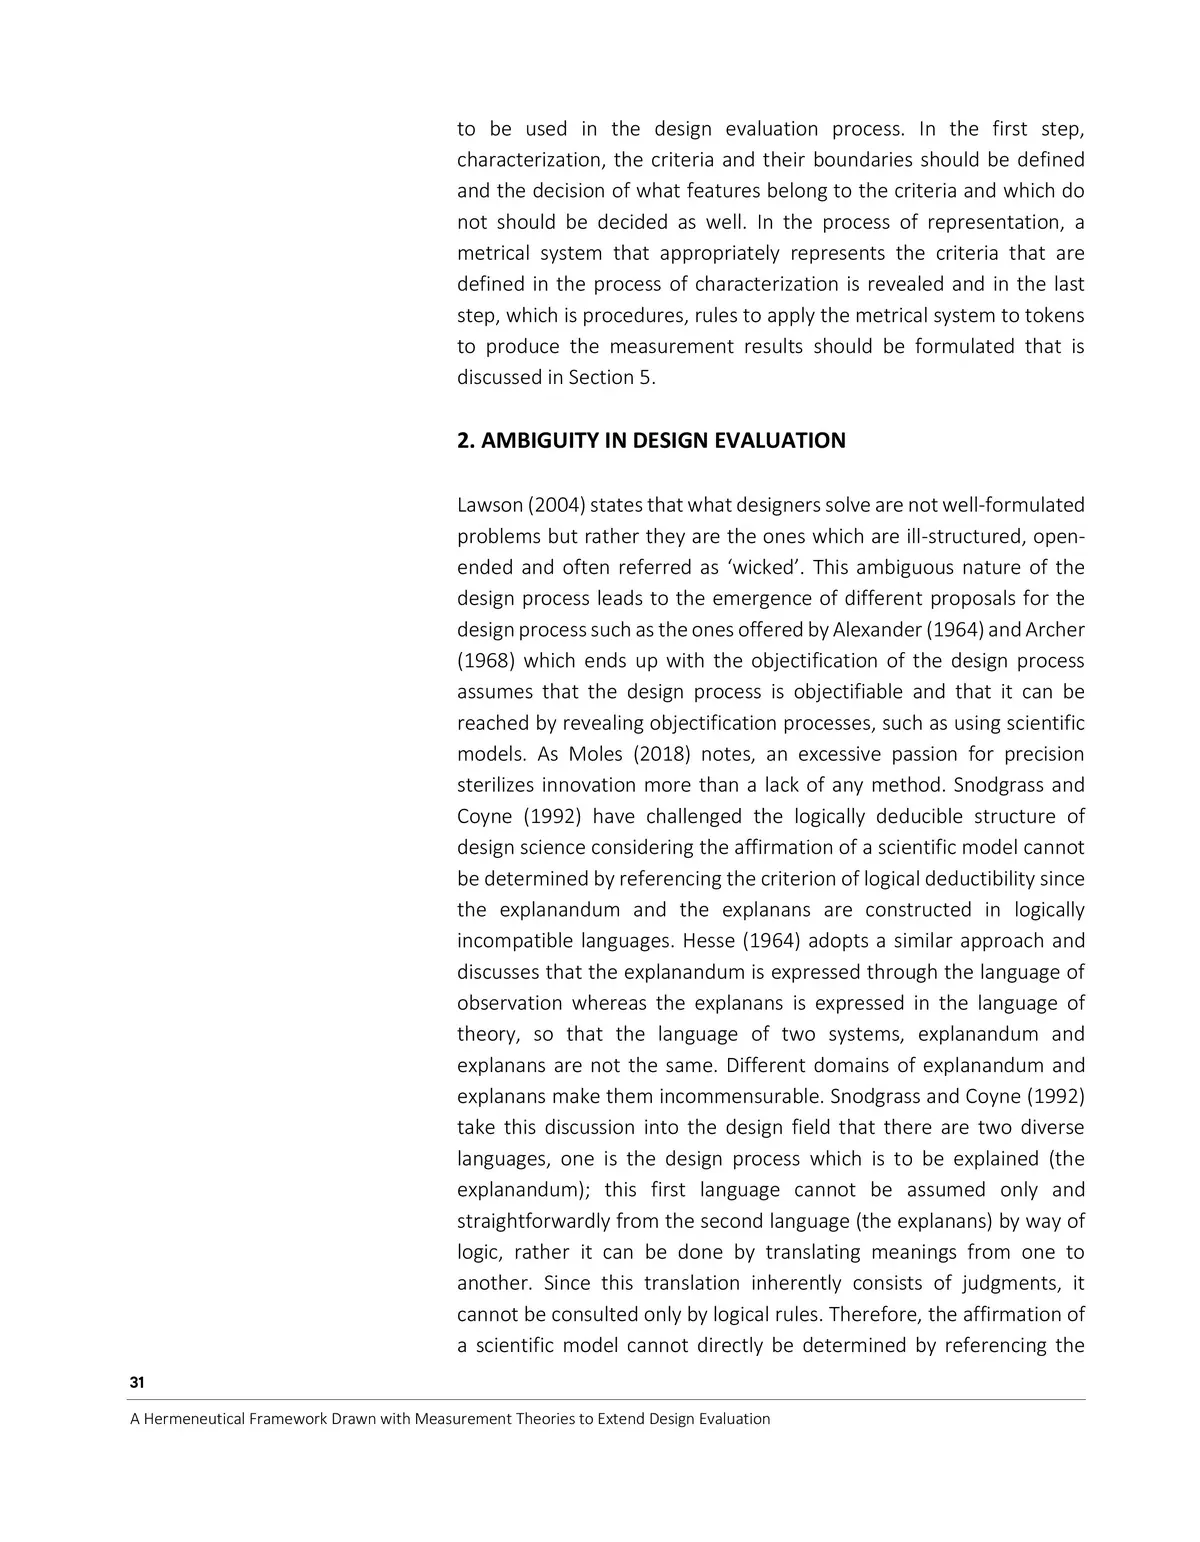 to be used in the design evaluation process. In the first step,
characterization, the criteria and their boundaries should be defined
and the decision of what features belong to the criteria and which do
not should be decided as well. In the process of representation, a
metrical system that appropriately represents the criteria that are
defined in the process of characterization is revealed and in the last
step, which is procedures, rules to apply the metrical system to tokens
to produce the measurement results should be formulated that is
discussed in Section 5.
2. AMBIGUITY IN DESIGN EVALUATION
Lawson (2004) states that what designers solve are not well-formulated
problems but rather they are the ones which are ill-structured, open-
ended and often referred as ‘wicked’. This ambiguous nature of the
design process leads to the emergence of different proposals for the
design process such as the ones offered by Alexander (1964) and Archer
(1968) which ends up with the objectification of the design process
assumes that the design process is objectifiable and that it can be
reached by revealing objectification processes, such as using scientific
models. As Moles (2018) notes, an excessive passion for precision
sterilizes innovation more than a lack of any method. Snodgrass and
Coyne (1992) have challenged the logically deducible structure of
design science considering the affirmation of a scientific model cannot
be determined by referencing the criterion of logical deductibility since
the explanandum and the explanans are constructed in logically
incompatible languages. Hesse (1964) adopts a similar approach and
discusses that the explanandum is expressed through the language of
observation whereas the explanans is expressed in the language of
theory, so that the language of two systems, explanandum and
explanans are not the same. Different domains of explanandum and
explanans make them incommensurable. Snodgrass and Coyne (1992)
take this discussion into the design field that there are two diverse
languages, one is the design process which is to be explained (the
explanandum); this first language cannot be assumed only and
straightforwardly from the second language (the explanans) by way of
logic, rather it can be done by translating meanings from one to
another. Since this translation inherently consists of judgments, it
cannot be consulted only by logical rules. Therefore, the affirmation of
a scientific model cannot directly be determined by referencing the
31
A Hermeneutical Framework Drawn with Measurement Theories to Extend Design Evaluation